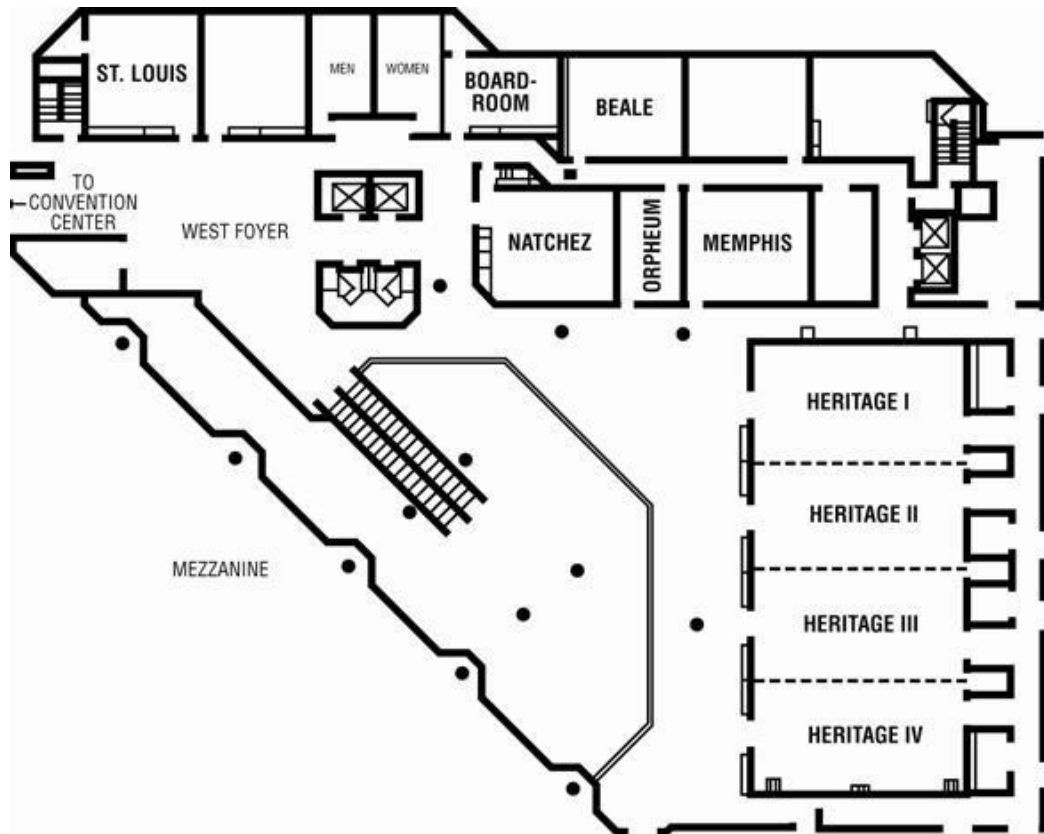 ST. LOUIS
MEN
WOMEN
BOARD-
ROOM
BEALE
TO
CONVENTION
CENTER
WEST FOYER
NATCHEZ
ORPHEUM
MEMPHIS
HERITAGE I
HERITAGE II
MEZZANINE
HERITAGE III
HERITAGE IV